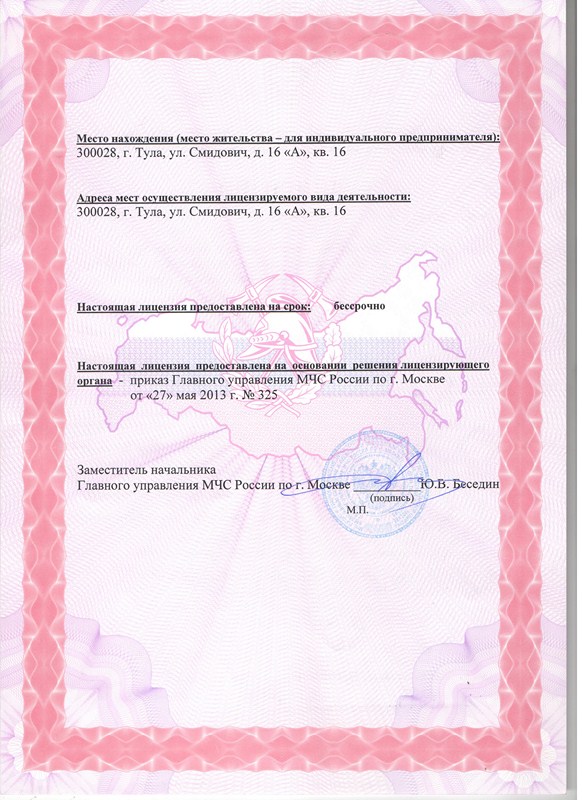 Место нахождения (место жительства – для индивидуального предпринимателя):
300028, г. Тула, ул. Смидович, д. 16 «А», кв. 16
Адреса мест осуществления лицензируемого вида деятельности:
300028, г. Тула, ул. Смидович, д. 16 «А», кв. 16
Настоящая лицензия предоставлена на срок: бессрочно
Настоящая лицензия предоставлена на основании решения лицензирующего
органа - приказ Главного управления МЧС России по г. Москве
от «27» мая 2013 г. № 325
Заместитель начальника
Главного управления МЧС России по г. Москве Ю.В. Беседин
(подпись)
М.П.